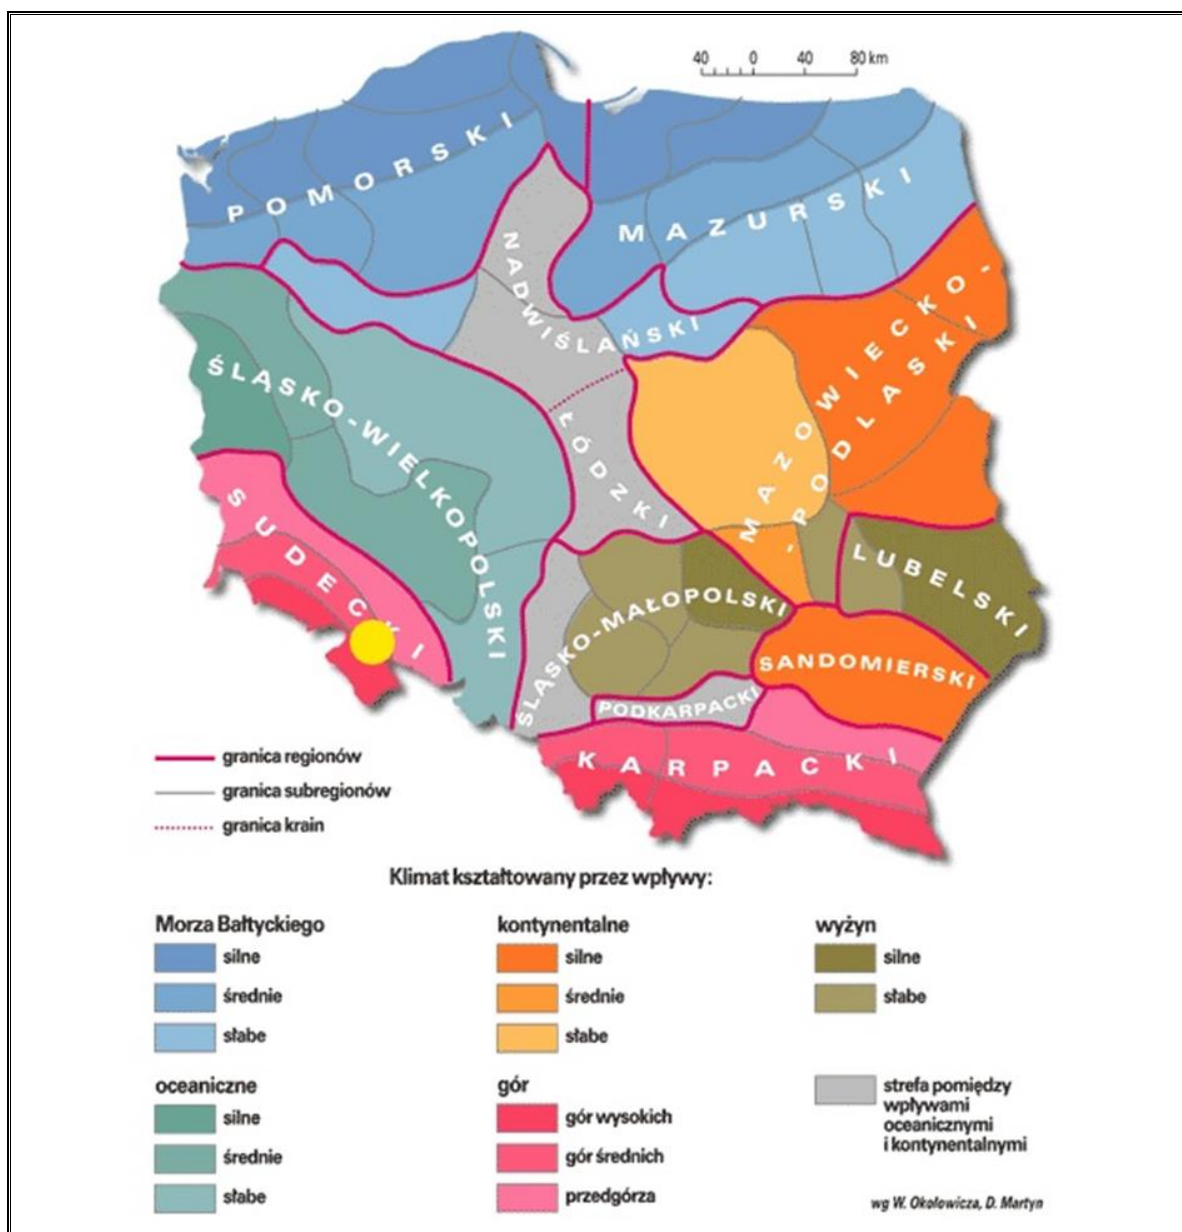 40 0 40 80 km
POMORSKI
MAZURSKI
NADWIŚLAŃSKI
MAZOWIECKO-
-PODLASKI
ŚLĄSKO-WIELKOPOLSKI
ŁÓDZKI
SUDECKI
LUBELSKI
ŚLĄSKO-MAŁOPOLSKI
SANDOMIERSKI
PODKARPACKI
KARPACKI
granica regionów
granica subregionów
granica krain
Klimat kształtowany przez wpływy:
Morza Bałtyckiego
silne
średnie
słabe
kontynentalne
silne
średnie
słabe
wyżyn
silne
słabe
oceaniczne
silne
średnie
słabe
gór
gór wysokich
gór średnich
przedgórza
strefa pomiędzy
wpływami
oceanicznymi
i kontynentalnymi
wg W. Okołowicza, D. Martyn